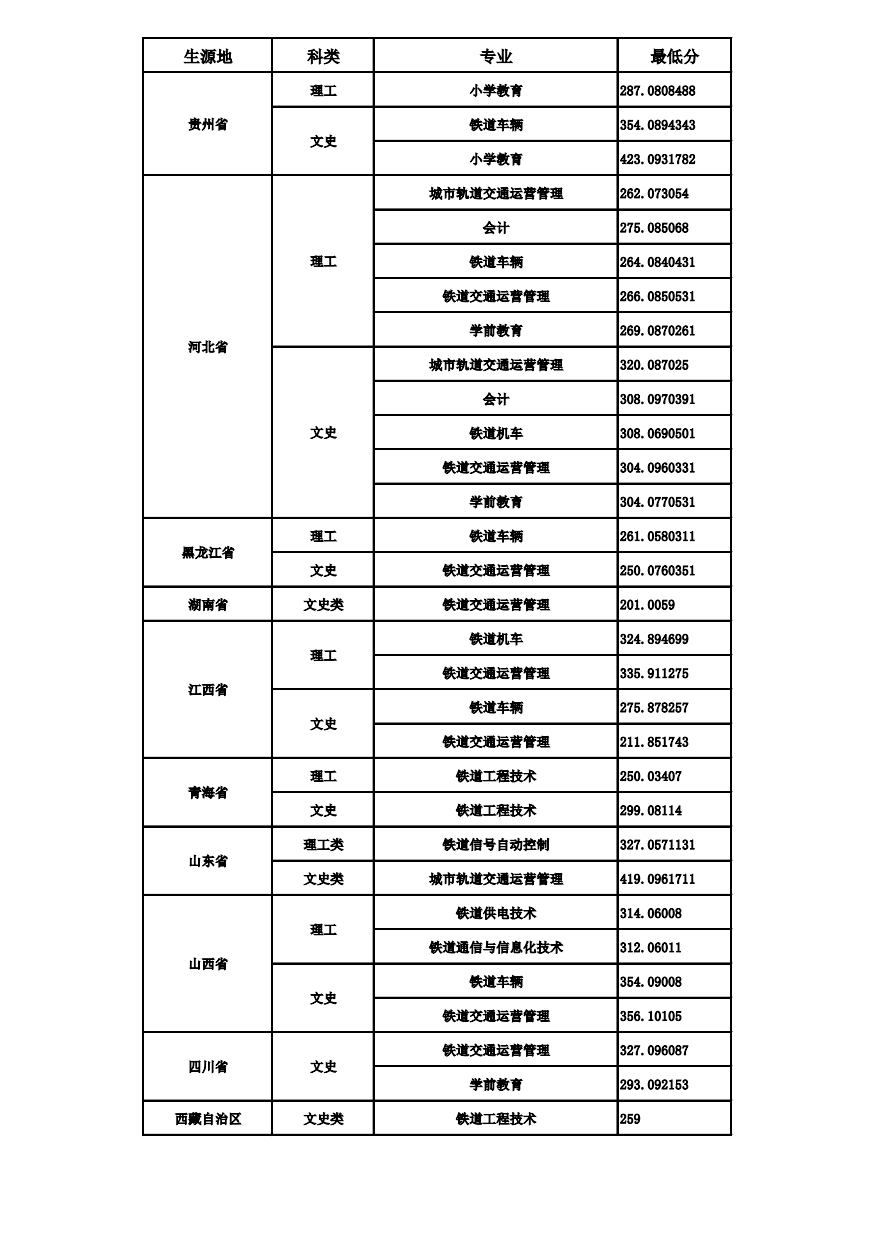 生源地 科类 专业 最低分
贵州省 理工 小学教育 287.0808488
文史 铁道车辆 354.0894343
小学教育 423.0931782
河北省 理工 城市轨道交通运营管理 262.073054
会计 275.085068
铁道车辆 264.0840431
铁道交通运营管理 266.0850531
学前教育 269.0870261
文史 城市轨道交通运营管理 320.087025
会计 308.0970391
铁道机车 308.0690501
铁道交通运营管理 304.0960331
学前教育 304.0770531
黑龙江省 理工 铁道车辆 261.0580311
文史 铁道交通运营管理 250.0760351
湖南省 文史类 铁道交通运营管理 201.0059
江西省 理工 铁道机车 324.894699
铁道交通运营管理 335.911275
文史 铁道车辆 275.878257
铁道交通运营管理 211.851743
青海省 理工 铁道工程技术 250.03407
文史 铁道工程技术 299.08114
山东省 理工类 铁道信号自动控制 327.0571131
文史类 城市轨道交通运营管理 419.0961711
山西省 理工 铁道供电技术 314.06008
铁道通信与信息化技术 312.06011
文史 铁道车辆 354.09008
铁道交通运营管理 356.10105
四川省 文史 铁道交通运营管理 327.096087
学前教育 293.092153
西藏自治区 文史类 铁道工程技术 259